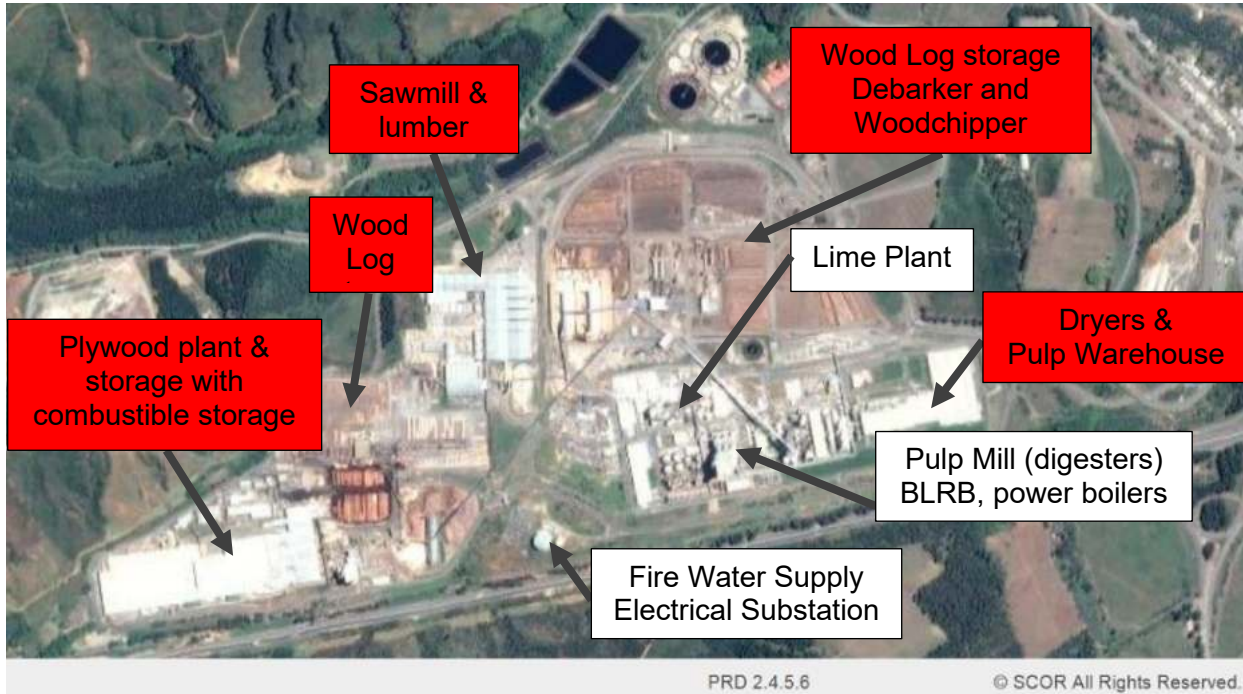 Sawmill &
lumber
Wood Log storage
Debarker and
Woodchipper
Wood
Log
Lime Plant
Plywood plant &
storage with
combustible storage
Dryers &
Pulp Warehouse
Pulp Mill (digesters)
BLRB, power boilers
Fire Water Supply
Electrical Substation
PRD 2.4.5.6
© SCOR All Rights Reserved.